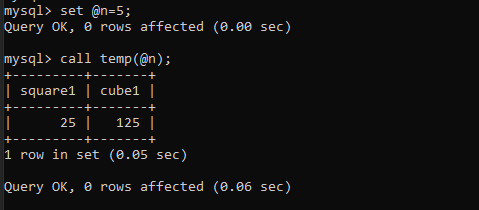 mysql> set @n=5;
Query OK, 0 rows affected (0.00 sec)
mysql> call temp(@n);
+---------+-------+
| square1 | cube1 |
+---------+-------+
|      25 |   125 |
+---------+-------+
1 row in set (0.05 sec)
Query OK, 0 rows affected (0.06 sec)